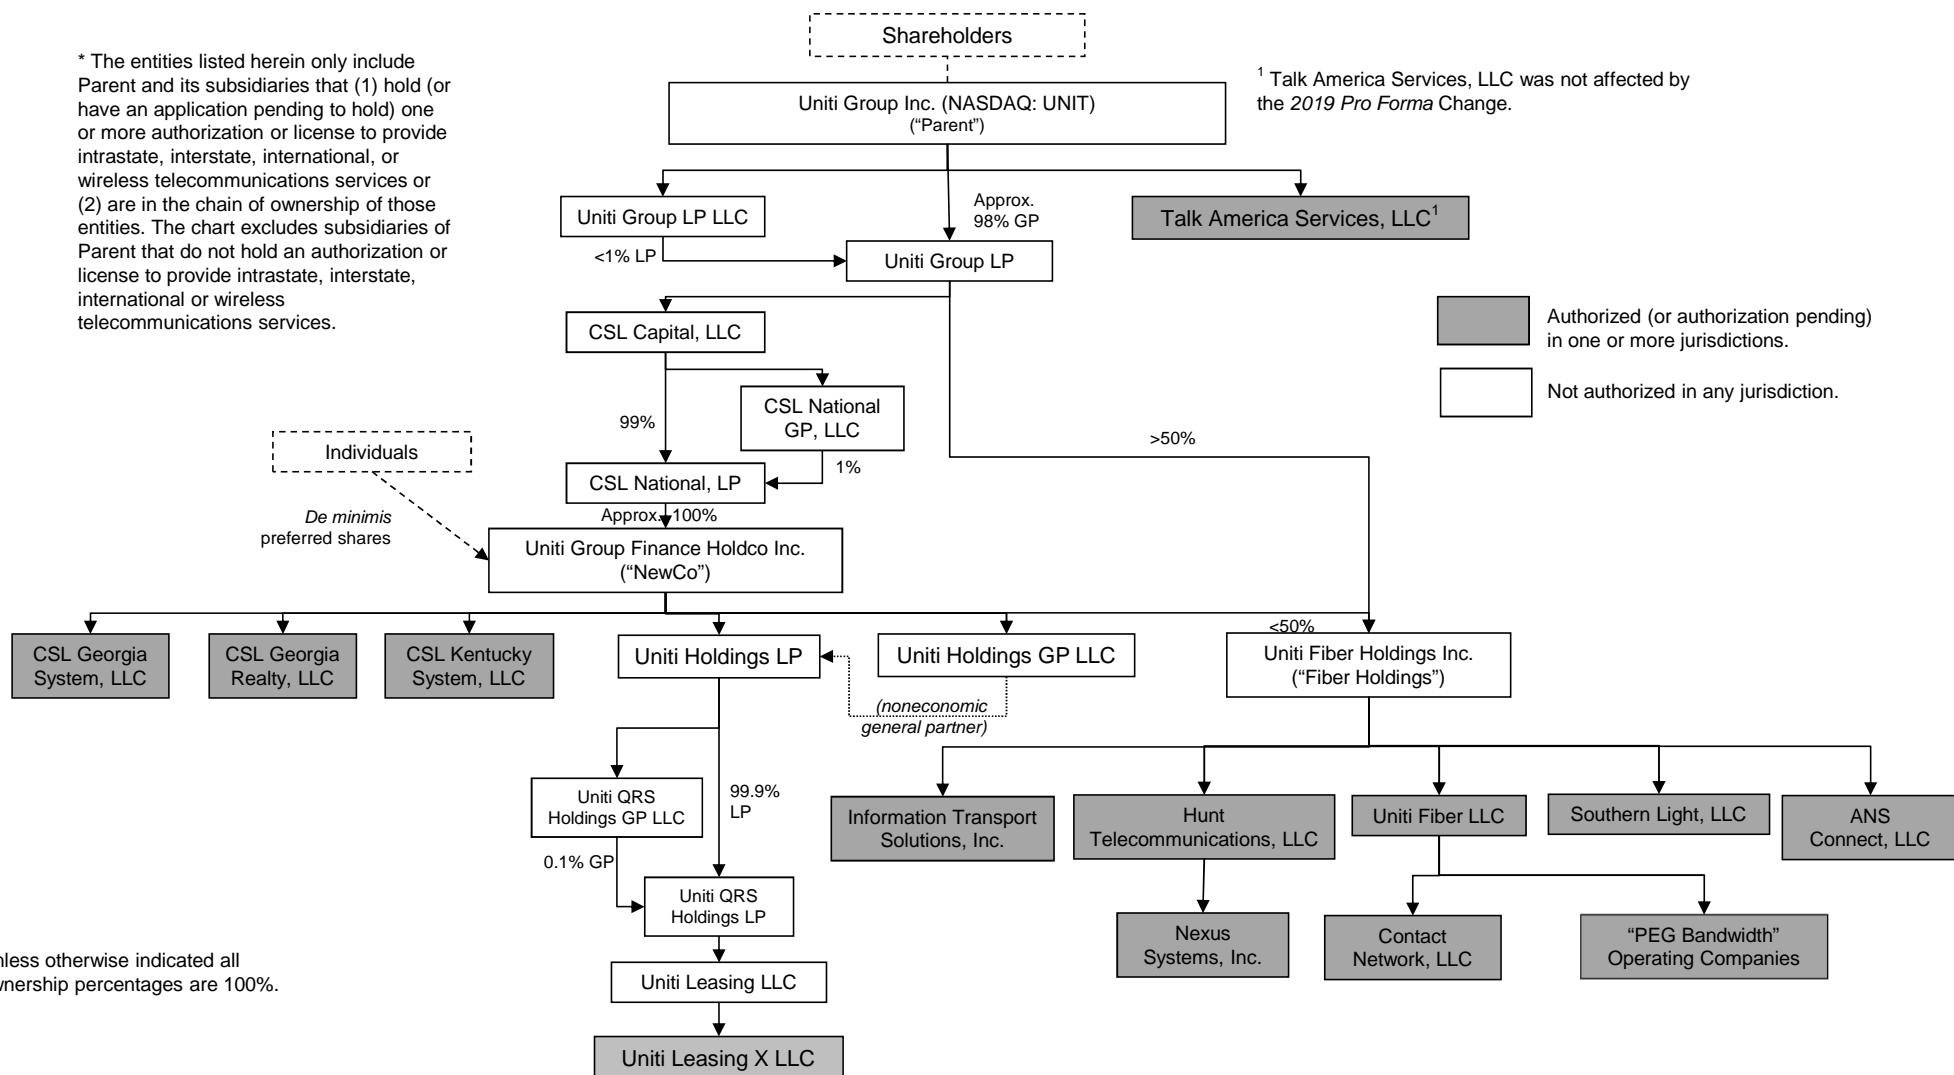 Shareholders
* The entities listed herein only include
Parent and its subsidiaries that (1) hold (or
have an application pending to hold) one
or more authorization or license to provide
intrastate, interstate, international, or
wireless telecommunications services or
(2) are in the chain of ownership of those
entities. The chart excludes subsidiaries of
Parent that do not hold an authorization or
license to provide intrastate, interstate,
international or wireless
telecommunications services.
Uniti Group Inc. (NASDAQ: UNIT)
("Parent")
1 Talk America Services, LLC was not affected by
the 2019 Pro Forma Change.
Uniti Group LP LLC
Approx.
98% GP
Talk America Services, LLC1
<1% LP
Uniti Group LP
CSL Capital, LLC
Authorized (or authorization pending)
in one or more jurisdictions.
Not authorized in any jurisdiction.
CSL National
GP, LLC
99%
>50%
Individuals
1%
CSL National, LP
De minimis
preferred shares
Approx. 100%
Uniti Group Finance Holdco Inc.
("NewCo")
<50%
CSL Georgia
System, LLC
CSL Georgia
Realty, LLC
CSL Kentucky
System, LLC
Uniti Holdings LP
Uniti Holdings GP LLC
Uniti Fiber Holdings Inc.
("Fiber Holdings")
(noneconomic
general partner)
Uniti QRS
Holdings GP LLC
99.9%
LP
Information Transport
Solutions, Inc.
Hunt
Telecommunications, LLC
Uniti Fiber LLC
Southern Light, LLC
ANS
Connect, LLC
0.1% GP
Uniti QRS
Holdings LP
Nexus
Systems, Inc.
Contact
Network, LLC
"PEG Bandwidth"
Operating Companies
nless otherwise indicated all
wnership percentages are 100%.
Uniti Leasing LLC
Uniti Leasing X LLC